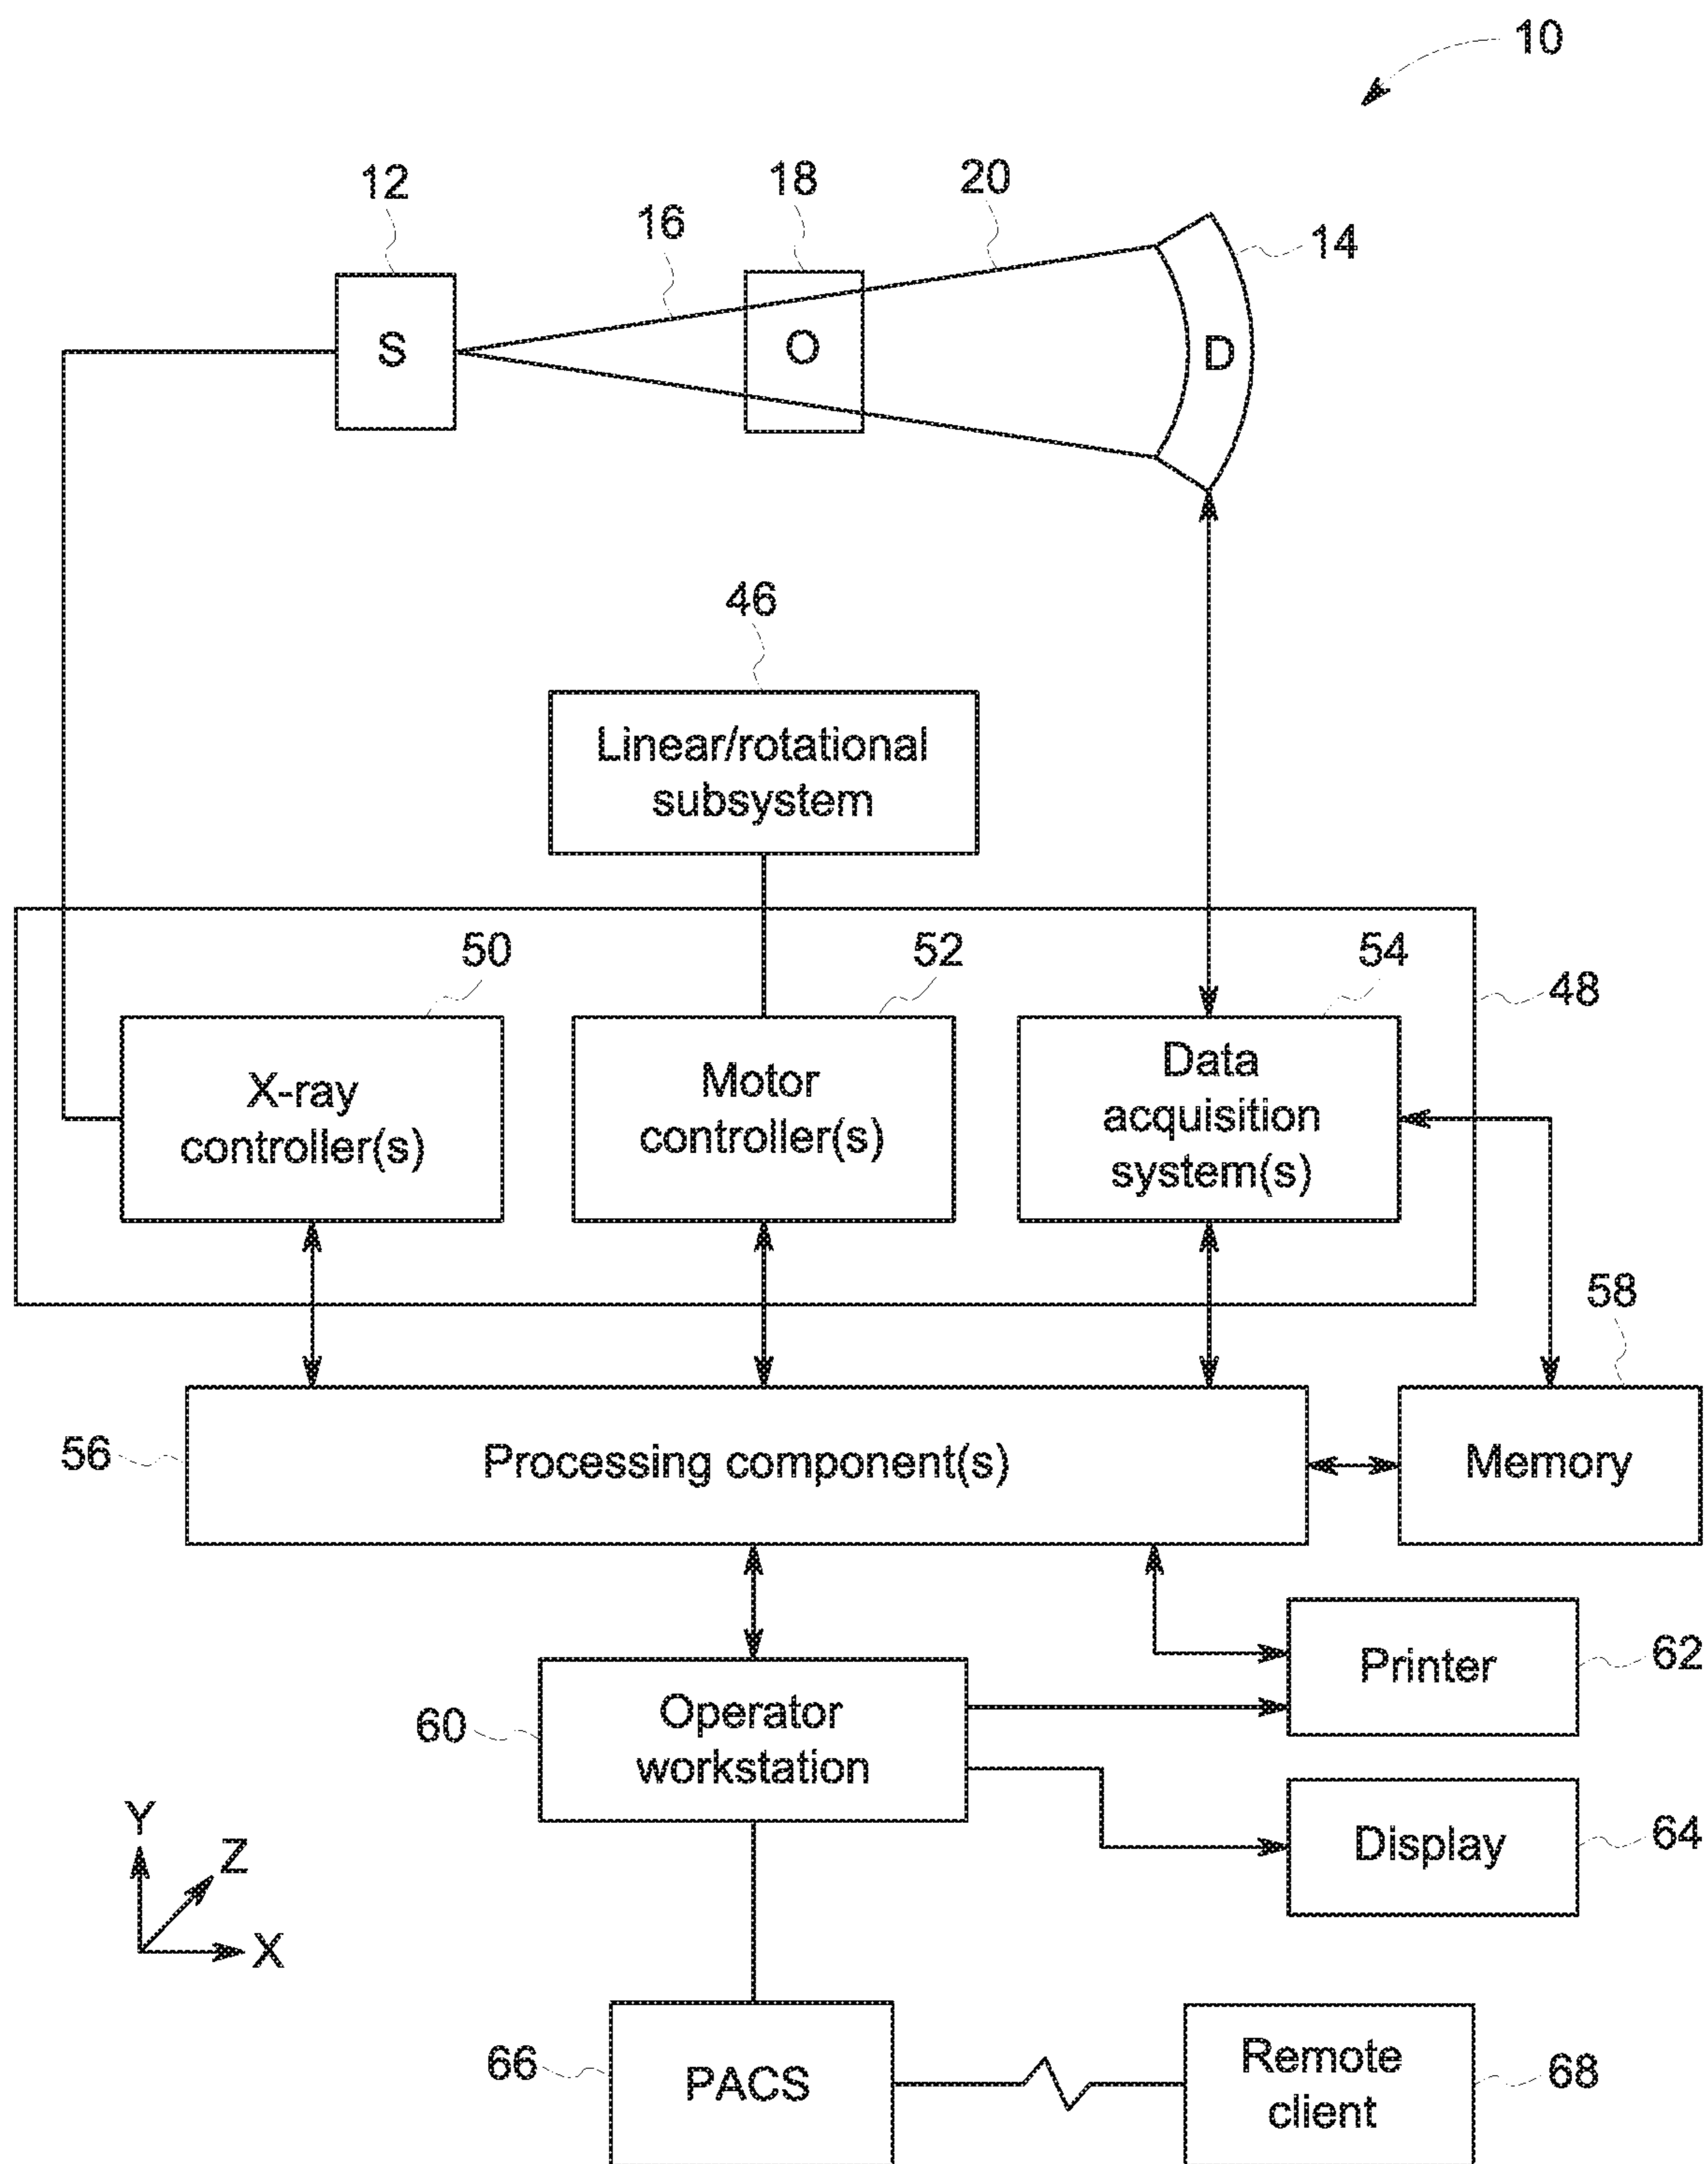 10
12
16
18
20
14
S
O
D
46
Linear/rotational
subsystem
50
52
54
48
X-ray
controller(s)
Motor
controller(s)
Data
acquisition
system(s)
58
56
Processing component(s)
Memory
60
Operator
workstation
Printer
62
Display
64
Y
Z
X
66
PACS
Remote
client
68